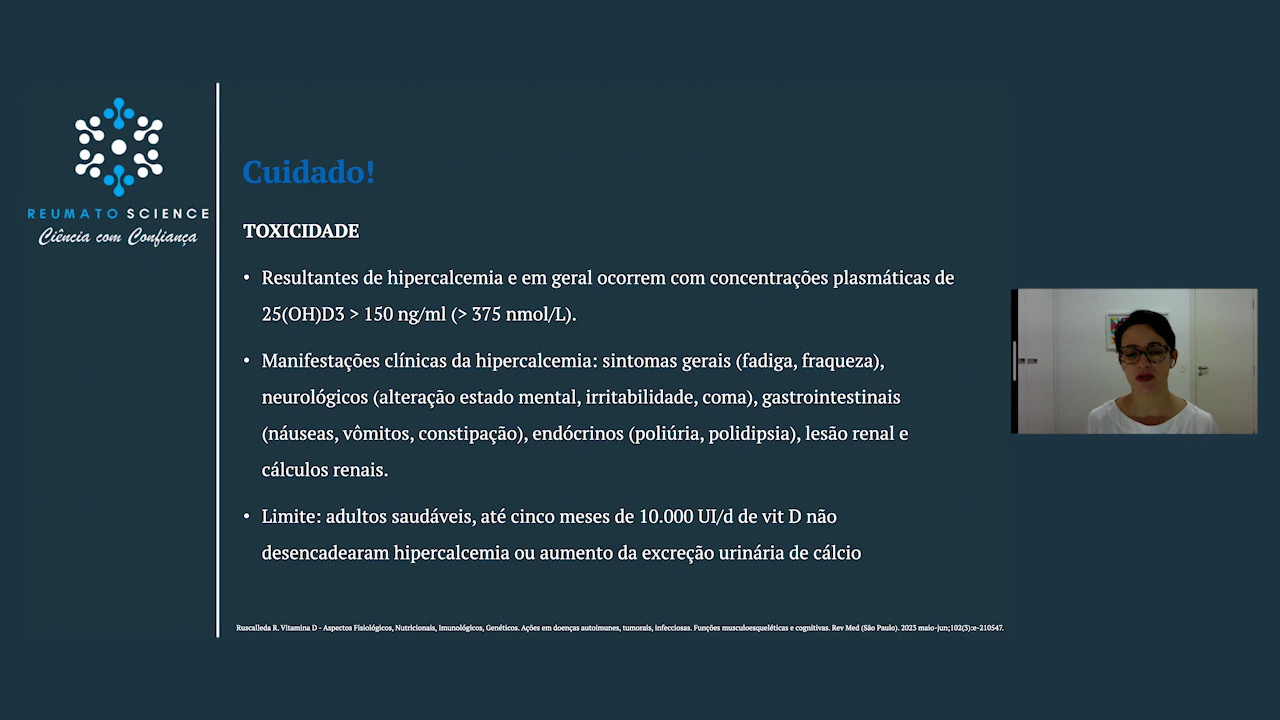 REUMATO SCIENCE
Ciência com Confiança
Cuidado!
TOXICIDADE
• Resultantes de hipercalcemia e em geral ocorrem com concentrações plasmáticas de
25(OH)D3 > 150 ng/ml (> 375 nmol/L).
• Manifestações clínicas da hipercalcemia: sintomas gerais (fadiga, fraqueza),
neurológicos (alteração estado mental, irritabilidade, coma), gastrointestinais
(náuseas, vômitos, constipação), endócrinos (poliúria, polidipsia), lesão renal e
cálculos renais.
• Limite: adultos saudáveis, até cinco meses de 10.000 UI/d de vit D não
desencadearam hipercalcemia ou aumento da excreção urinária de cálcio
Ruscalleda R. Vitamina D - Aspectos Fisiológicos, Nutricionais, Imunológicos, Genéticos. Ações em doenças autoimunes, tumorais, infecciosas. Funções musculoesqueléticas e cognitivas. Rev Med (São Paulo). 2023 maio-jun;102(3):e-210547.